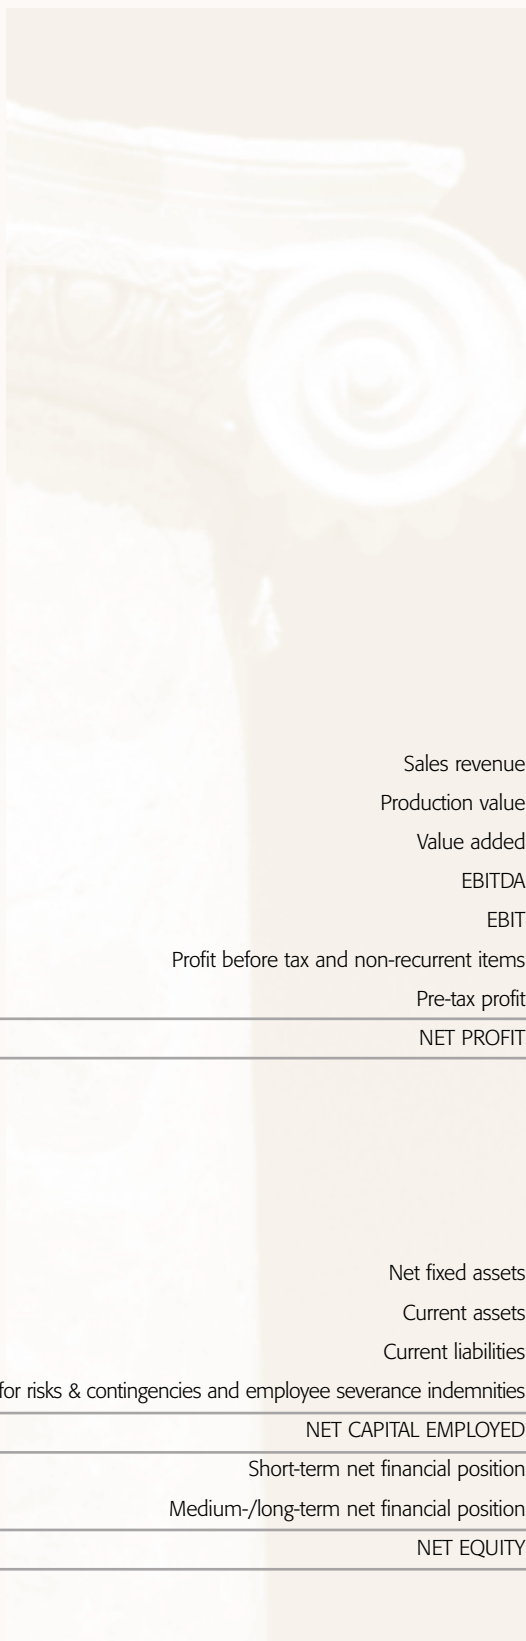 Sales revenue
Production value
Value added
EBITDA
EBIT
Profit before tax and non-recurrent items
Pre-tax profit
NET PROFIT
Net fixed assets
Current assets
Current liabilities
for risks & contingencies and employee severance indemnities
NET CAPITAL EMPLOYED
Short-term net financial position
Medium-/long-term net financial position
NET EQUITY